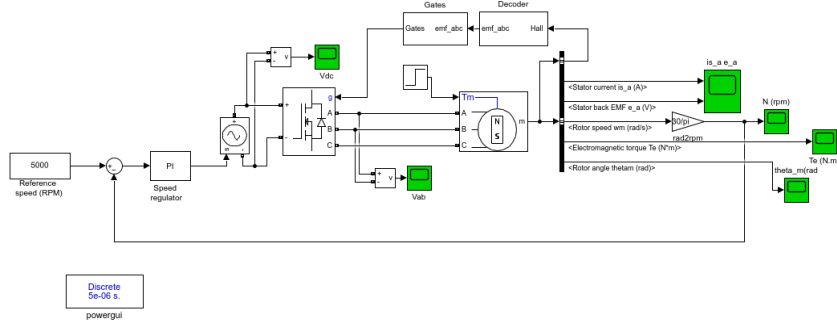 Gates
Decoder
Gates emf_abc
emf_abc Hall
is_a e_a
+
-
v
Vdc
<Stator current is_a (A)>
g
Tm
<Stator back EMF e_a (V)>
N (rpm)
+
-
A
B
C
A
B
C
N
S
m
<Rotor speed wm (rad/s)>
30/pi
rad2rpm
<Electromagnetic torque Te (N*m)>
Te (N.m
<Rotor angle thetam (rad)>
theta_m(rad
5000
PI
Reference
speed (RPM)
Speed
regulator
+
-
v
Vab
Discrete
5e-06 s.
powergui